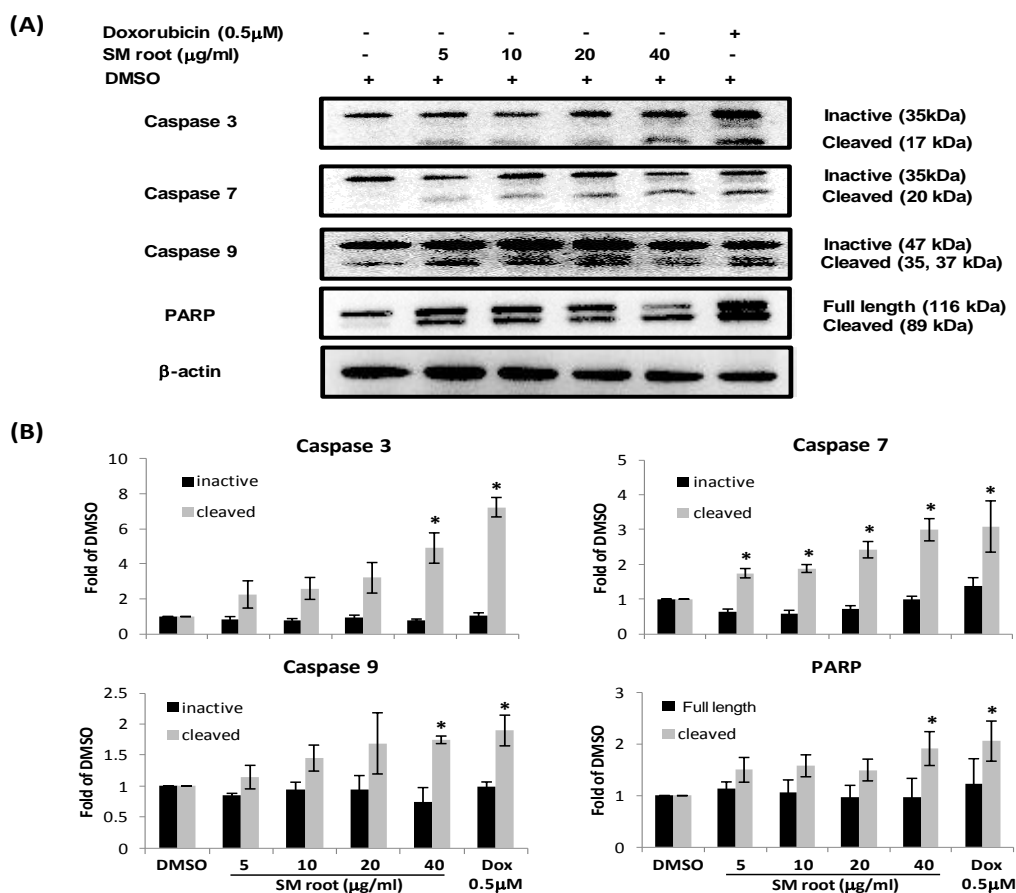 (A)
Doxorubicin (0.5μM) - - - - - +
SM root (μg/ml) - 5 10 20 40 -
DMSO + + + + + +
Caspase 3 Inactive (35kDa)
Cleaved (17 kDa)
Caspase 7 Inactive (35kDa)
Cleaved (20 kDa)
Caspase 9 Inactive (47 kDa)
Cleaved (35, 37 kDa)
PARP Full length (116 kDa)
Cleaved (89 kDa)
β-actin
(B)
Caspase 3
Fold of DMSO
10
8
6
4
2
0
inactive
cleaved
* *
Caspase 7
Fold of DMSO
5
4
3
2
1
0
inactive
cleaved
* * * * *
Caspase 9
Fold of DMSO
2.5
2
1.5
1
0.5
0
inactive
cleaved
* *
DMSO 5 10 20 40 Dox
SM root (μg/ml) 0.5μM
PARP
Fold of DMSO
3
2
1
0
Full length
cleaved
* *
DMSO 5 10 20 40 Dox
SM root (μg/ml) 0.5μM